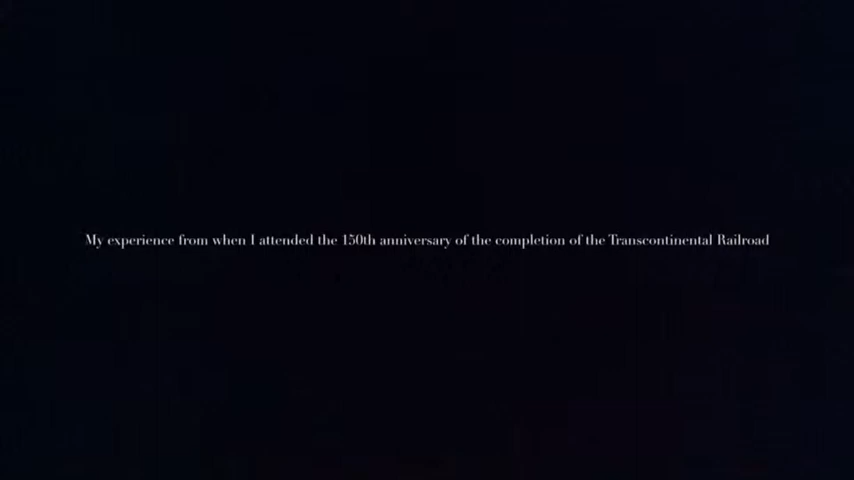 My experience from when I attended the 150th anniversary of the completion of the Transcontinental Railroad